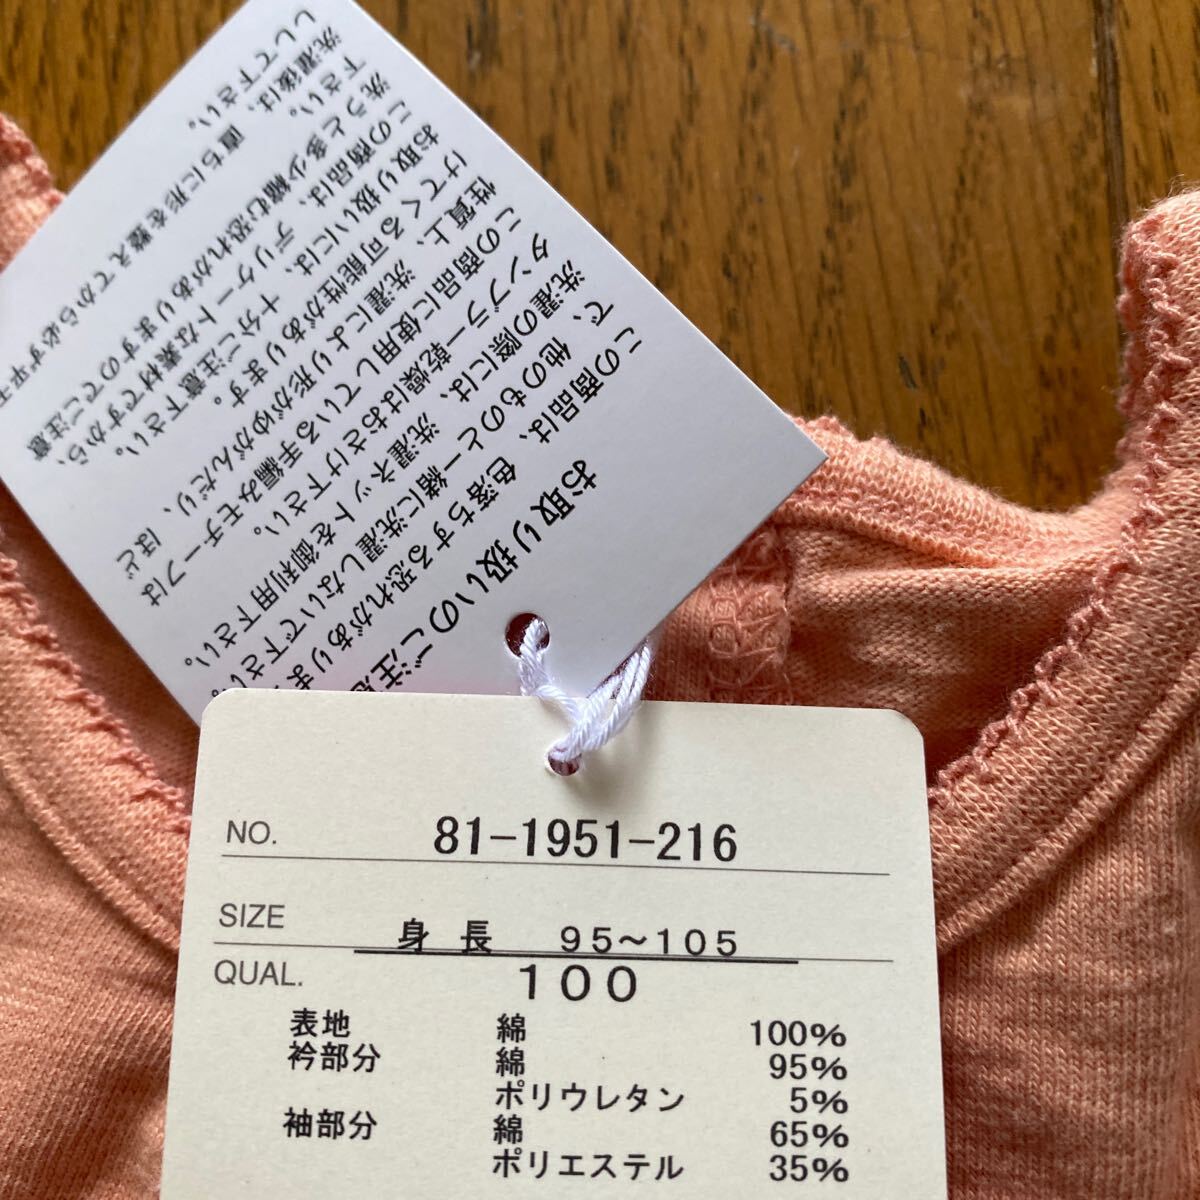 お取り扱いのご注意
この商品は、色落ちする恐れがあります
で、他のものと一緒に洗濯しないで下さい。
洗濯の際には、洗濯ネットを御利用下さい。
タンブラー乾燥はおさけ下さい。
この商品に使用している手編みモチーフは
性質上、洗濯により形がゆがんだり、ほど
けてくる可能性があります。
お取り扱いには、十分ご注意下さい。
この商品は、デリケートな素材ですから、
洗うと多少縮む恐れがありますのでご注意
下さい。
洗濯後は、直ちに形を整えてから必ず平干
して下さい。
NO. 81-1951-216
SIZE 身長 95~105
QUAL. 100
表地 綿 100%
衿部分 綿 95%
ポリウレタン 5%
袖部分 綿 65%
ポリエステル 35%